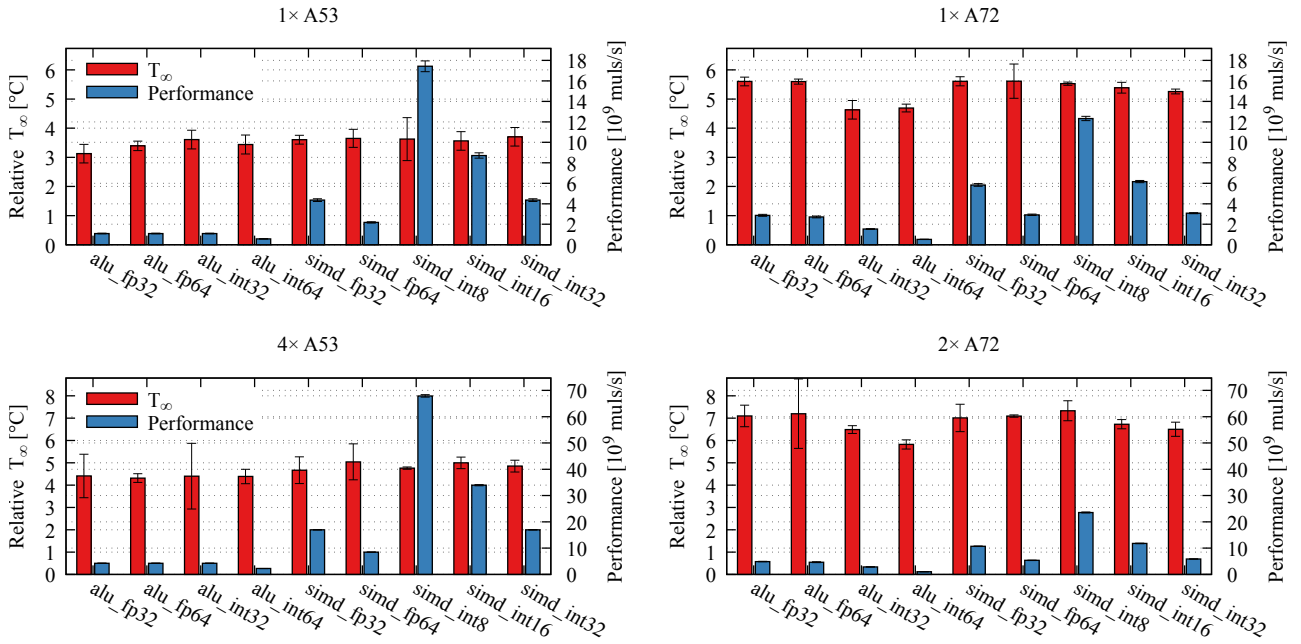 1× A53
Relative T∞ [°C]
6
5
4
3
2
1
0
T∞
Performance
18
16
14
12
10
8
6
4
2
0
Performance [10⁹ muls/s]
alu_fp32
alu_fp64
alu_int32
alu_int64
simd_fp32
simd_fp64
simd_int8
simd_int16
simd_int32
1× A72
Relative T∞ [°C]
6
5
4
3
2
1
0
18
16
14
12
10
8
6
4
2
0
Performance [10⁹ muls/s]
alu_fp32
alu_fp64
alu_int32
alu_int64
simd_fp32
simd_fp64
simd_int8
simd_int16
simd_int32
4× A53
Relative T∞ [°C]
8
7
6
5
4
3
2
1
0
T∞
Performance
70
60
50
40
30
20
10
0
Performance [10⁹ muls/s]
alu_fp32
alu_fp64
alu_int32
alu_int64
simd_fp32
simd_fp64
simd_int8
simd_int16
simd_int32
2× A72
Relative T∞ [°C]
8
7
6
5
4
3
2
1
0
70
60
50
40
30
20
10
0
Performance [10⁹ muls/s]
alu_fp32
alu_fp64
alu_int32
alu_int64
simd_fp32
simd_fp64
simd_int8
simd_int16
simd_int32